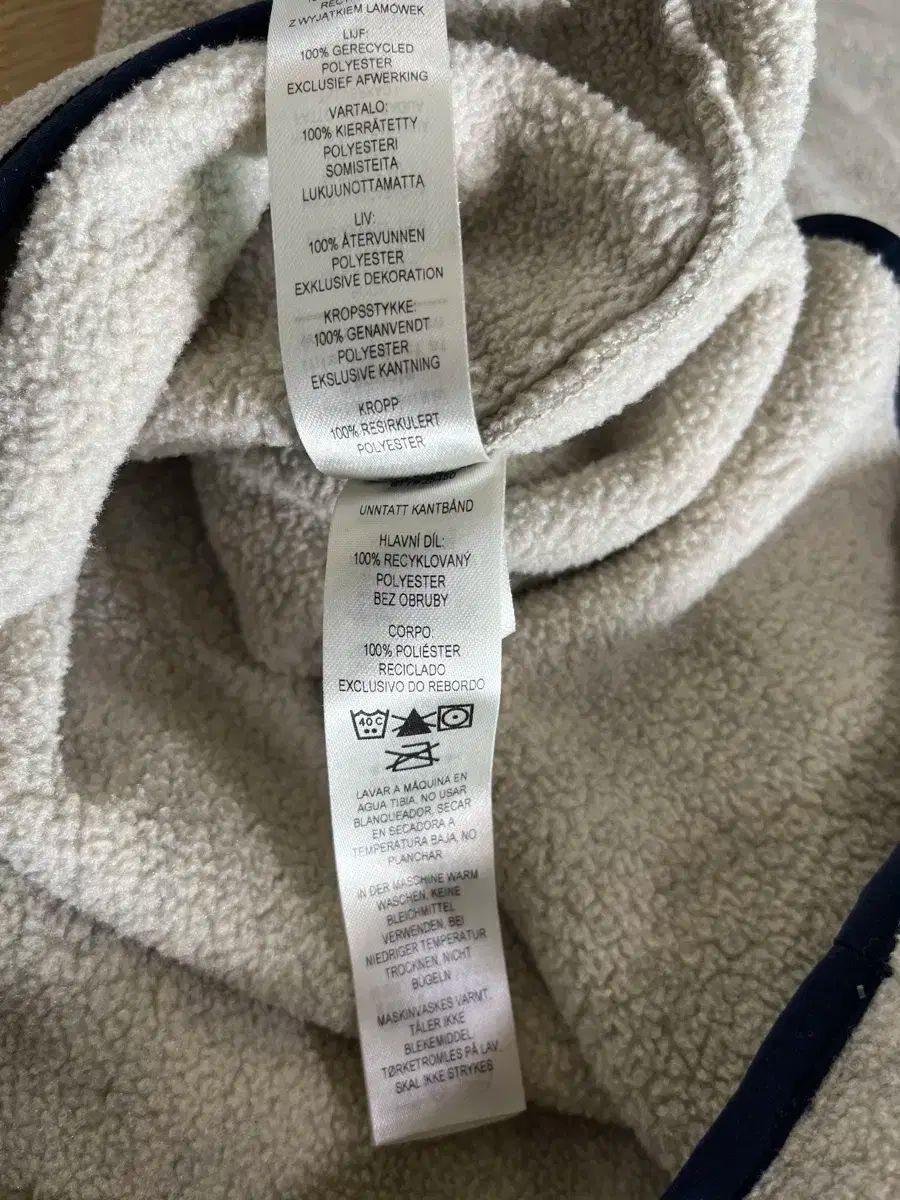 Z WYJĄTKIEM LAMÓWEK
LIJF:
100% GERECYCLED
POLYESTER
EXCLUSIEF AFWERKING
VARTALO:
100% KIERRÄTETTY
POLYESTERI
SOMISTEITA
LUKUUNOTTAMATTA
LIV:
100% ÅTERVUNNEN
POLYESTER
EXKLUSIVE DEKORATION
KROPSSTYKKE:
100% GENANVENDT
POLYESTER
EKSLUSIVE KANTNING
KROPP
100% RESIRKULERT
POLYESTER
UNNTATT KANTBÅND
HLAVNÍ DÍL:
100% RECYKLOVANÝ
POLYESTER
BEZ OBRUBY
CORPO:
100% POLIÉSTER
RECICLADO
EXCLUSIVO DO REBORDO
40 C
LAVAR A MÁQUINA EN
AGUA TIBIA, NO USAR
BLANQUEADOR, SECAR
EN SECADORA A
TEMPERATURA BAJA, NO
PLANCHAR
IN DER MASCHINE WARM
WASCHEN, KEINE
BLEICHMITTEL
VERWENDEN, BEI
NIEDRIGER TEMPERATUR
TROCKNEN, NICHT
BÜGELN
MASKINVASKES VARMT,
TÅLER IKKE
BLEKEMIDDEL
TØRKETROMLES PÅ LAV,
SKAL IKKE STRYKES